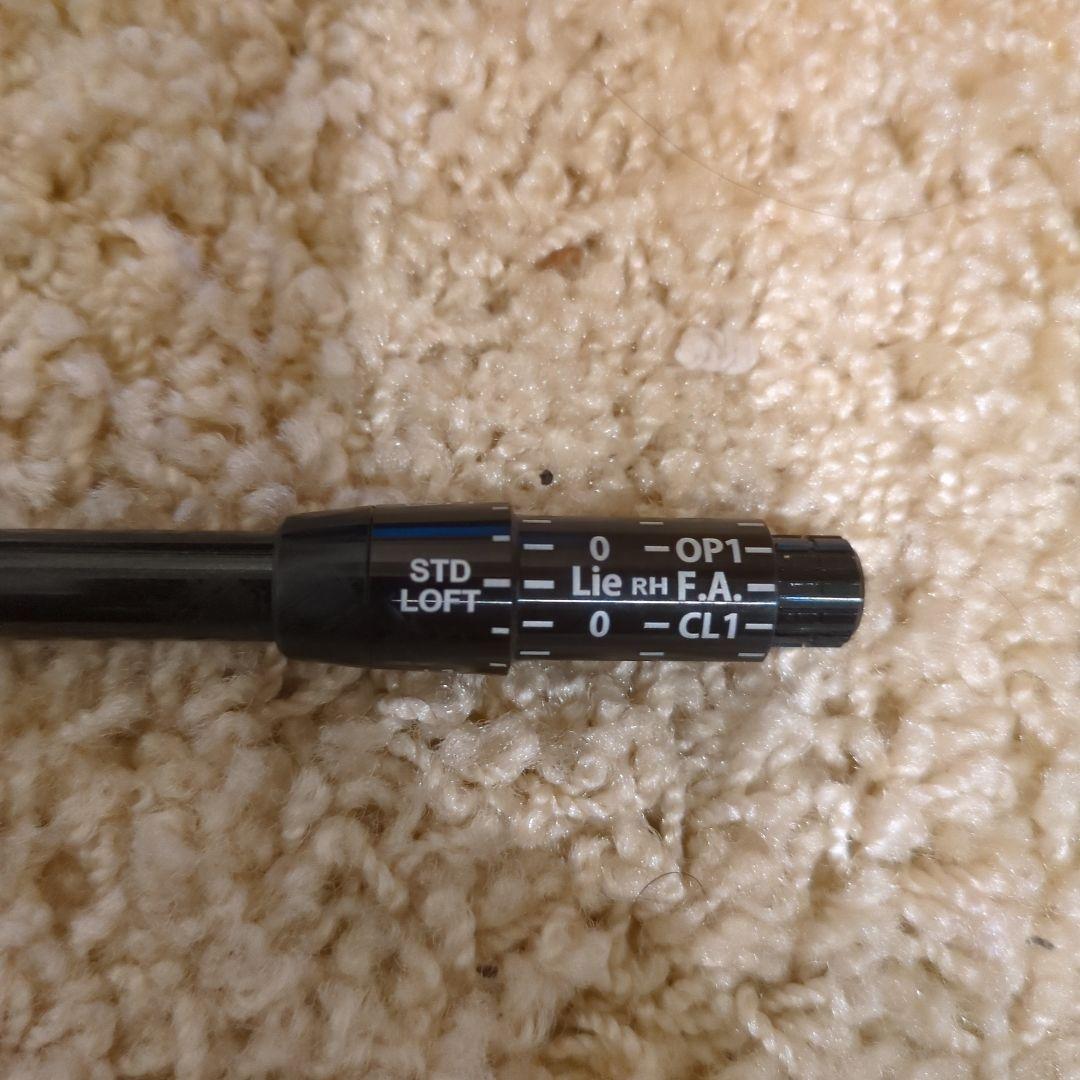 STD
LOFT
0 OP1
Lie RH F.A.
0 CL1